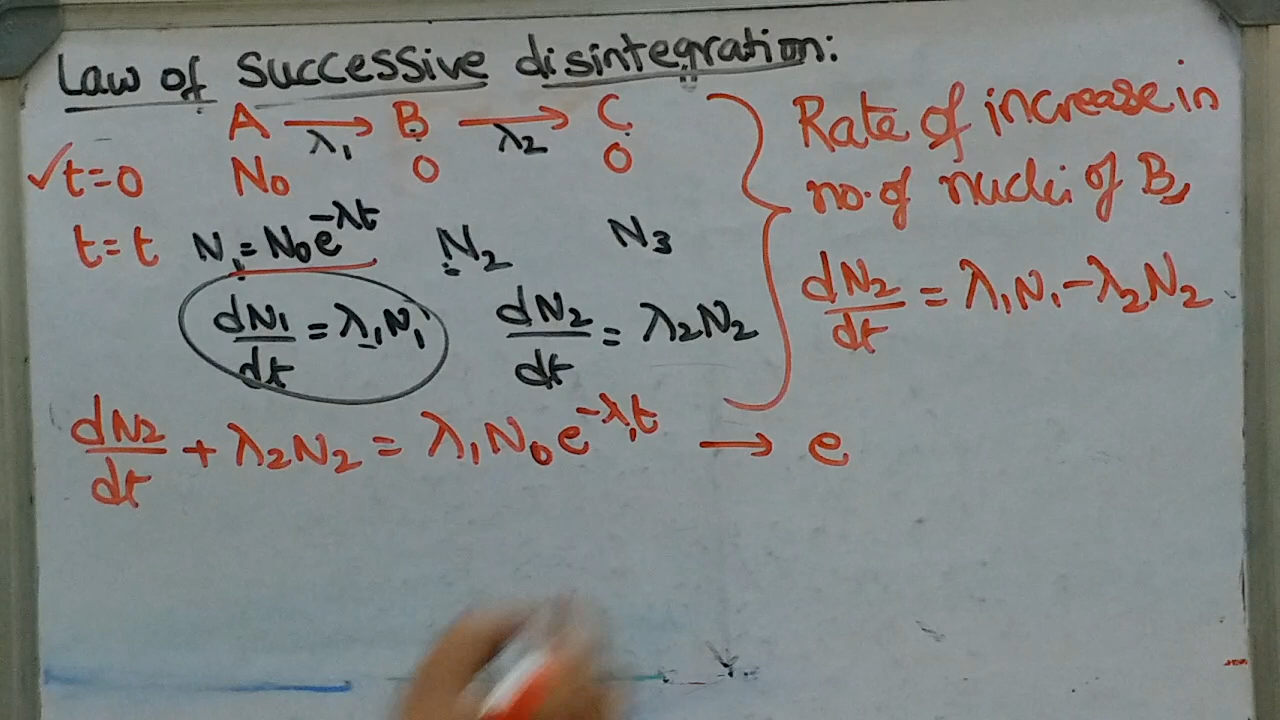 Law of successive disintegration:
A →λ₁ B →λ₂ C
✓t=0 N₀ 0 0
t=t N₁=N₀e^-λt N₂ N₃
dN₁/dt = λ₁N₁ dN₂/dt = λ₂N₂
Rate of increase in
no. of nuclei of B,
dN₂/dt = λ₁N₁-λ₂N₂
dN₂/dt + λ₂N₂ = λ₁N₀e^-λ₁t → e